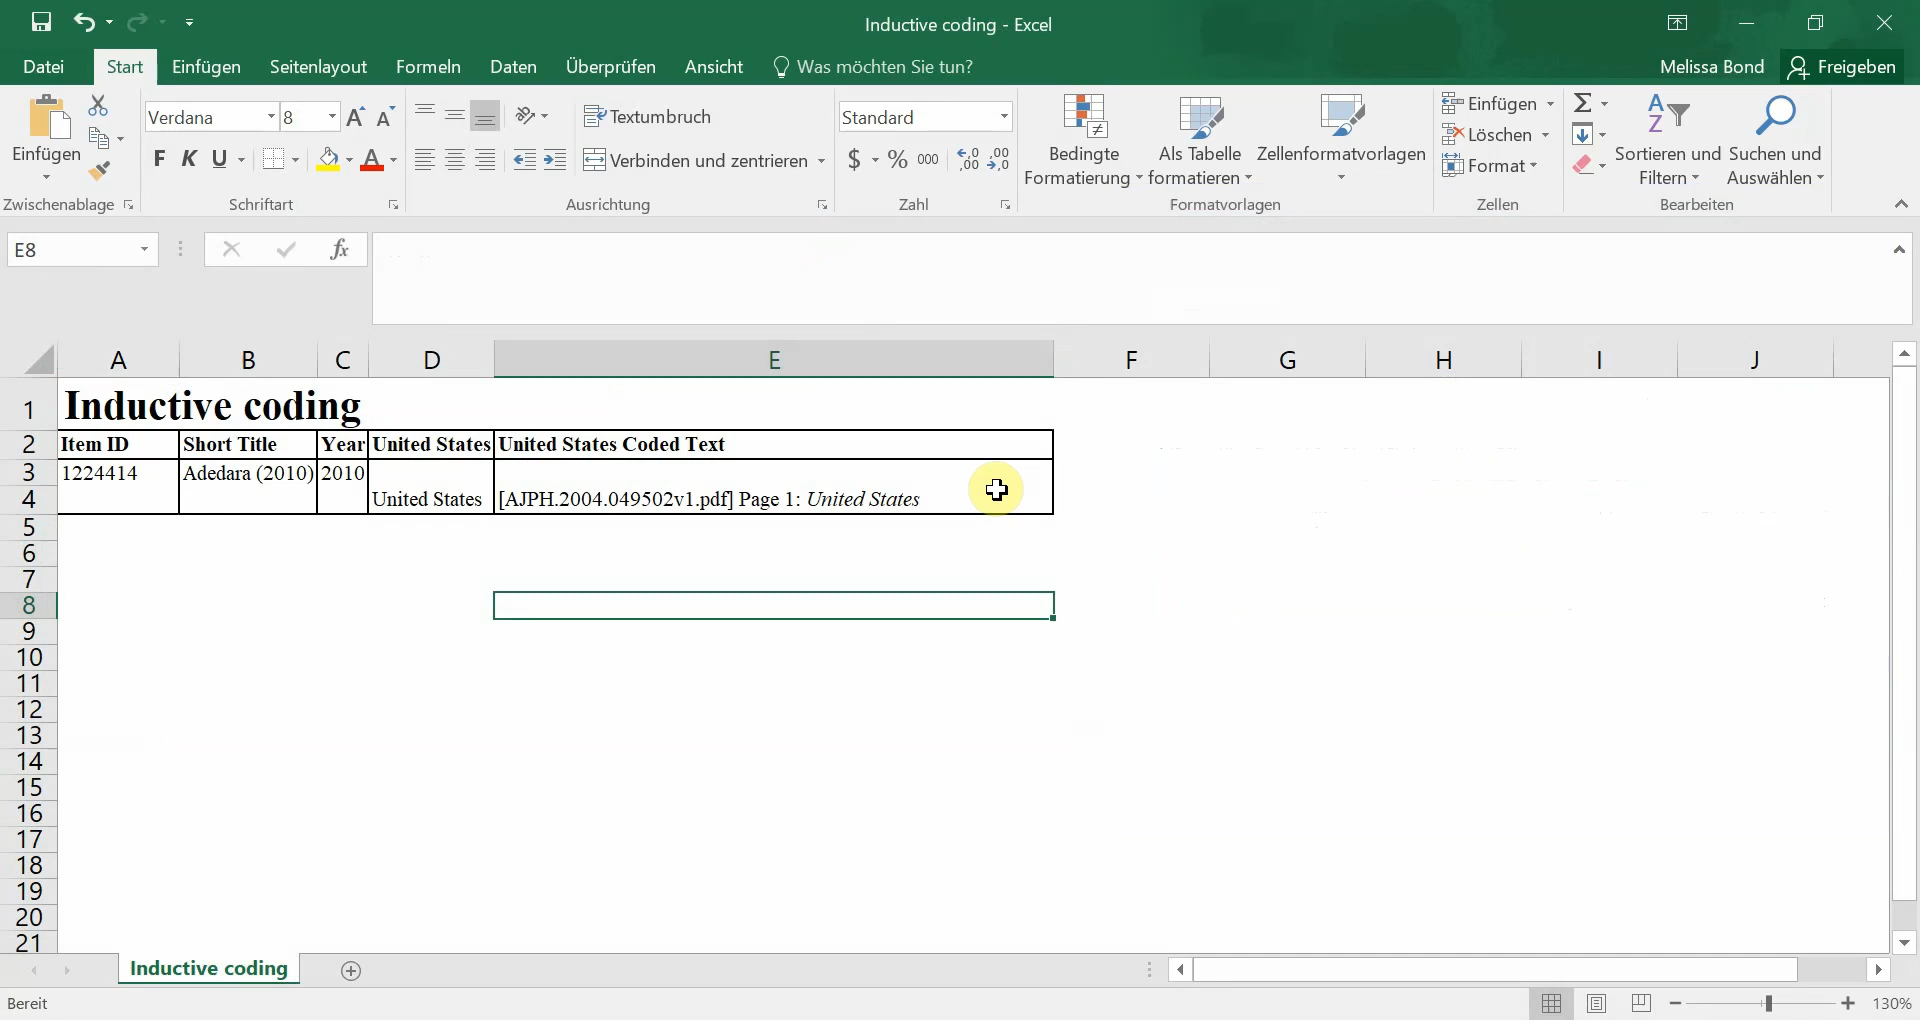 Inductive coding - Excel
Datei Start Einfügen Seitenlayout Formeln Daten Überprüfen Ansicht Was möchten Sie tun? Melissa Bond Freigeben
Einfügen
Verdana 8
F K U
Textumbruch
Verbinden und zentrieren
Standard
$ % 000
Bedingte Formatierung
Als Tabelle formatieren
Zellenformatvorlagen
Einfügen
Löschen
Format
Sortieren und Filtern
Suchen und Auswählen
Zwischenablage Schriftart Ausrichtung Zahl Formatvorlagen Zellen Bearbeiten
E8 fx
A B C D E F G H I J
1 Inductive coding
2 Item ID Short Title Year United States United States Coded Text
3 1224414 Adedara (2010) 2010
4 United States [AJPH.2004.049502v1.pdf] Page 1: United States
5
6
7
8
9
10
11
12
13
14
15
16
17
18
19
20
21
Inductive coding
Bereit 130%